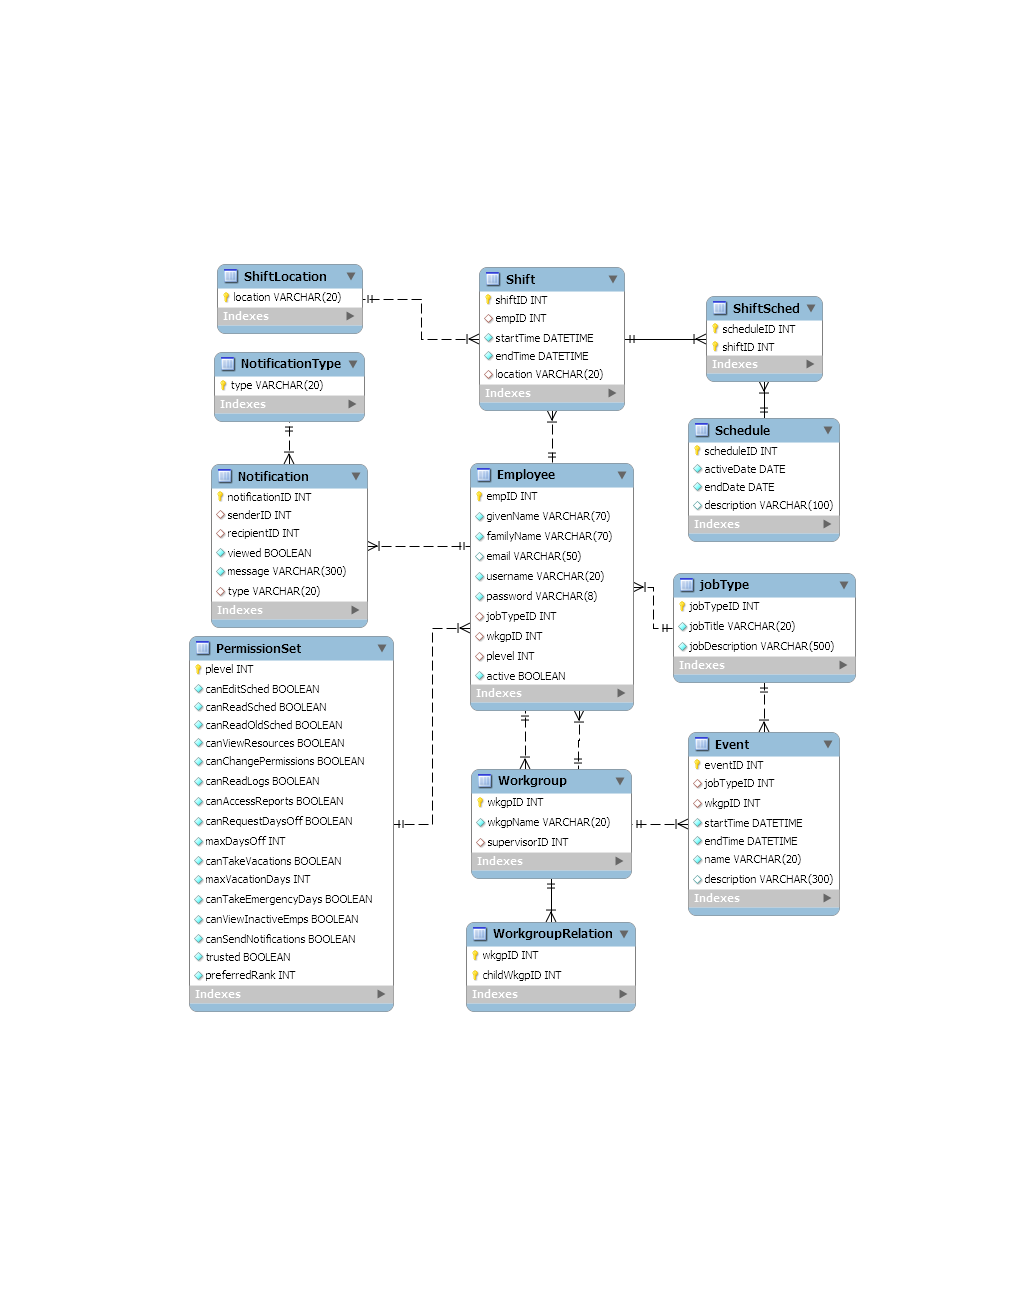 ShiftLocation
location VARCHAR(20)
Indexes
NotificationType
type VARCHAR(20)
Indexes
Notification
notificationID INT
senderID INT
recipientID INT
viewed BOOLEAN
message VARCHAR(300)
type VARCHAR(20)
Indexes
PermissionSet
plevel INT
canEditSched BOOLEAN
canReadSched BOOLEAN
canReadOldSched BOOLEAN
canViewResources BOOLEAN
canChangePermissions BOOLEAN
canReadLogs BOOLEAN
canAccessReports BOOLEAN
canRequestDaysOff BOOLEAN
maxDaysOff INT
canTakeVacations BOOLEAN
maxVacationDays INT
canTakeEmergencyDays BOOLEAN
canViewInactiveEmps BOOLEAN
canSendNotifications BOOLEAN
trusted BOOLEAN
preferredRank INT
Indexes
Shift
shiftID INT
empID INT
startTime DATETIME
endTime DATETIME
location VARCHAR(20)
Indexes
Employee
empID INT
givenName VARCHAR(70)
familyName VARCHAR(70)
email VARCHAR(50)
username VARCHAR(20)
password VARCHAR(8)
jobTypeID INT
wkgpID INT
plevel INT
active BOOLEAN
Indexes
Workgroup
wkgpID INT
wkgpName VARCHAR(20)
supervisorID INT
Indexes
WorkgroupRelation
wkgpID INT
childWkgpID INT
Indexes
ShiftSched
scheduleID INT
shiftID INT
Indexes
Schedule
scheduleID INT
activeDate DATE
endDate DATE
description VARCHAR(100)
Indexes
jobType
jobTypeID INT
jobTitle VARCHAR(20)
jobDescription VARCHAR(500)
Indexes
Event
eventID INT
jobTypeID INT
wkgpID INT
startTime DATETIME
endTime DATETIME
name VARCHAR(20)
description VARCHAR(300)
Indexes